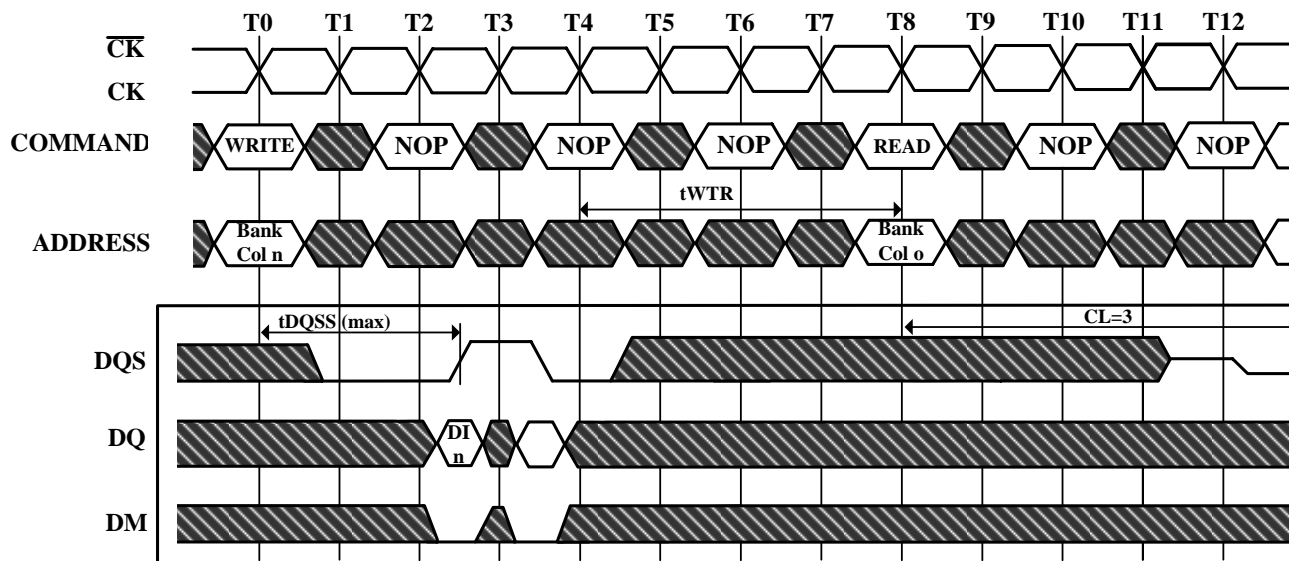 T0 T1 T2 T3 T4 T5 T6 T7 T8 T9 T10 T11 T12
CK
CK
COMMAND WRITE NOP NOP NOP READ NOP NOP
tWTR
ADDRESS Bank Col n Bank Col o
tDQSS (max) CL=3
DQS
DQ DI n
DM